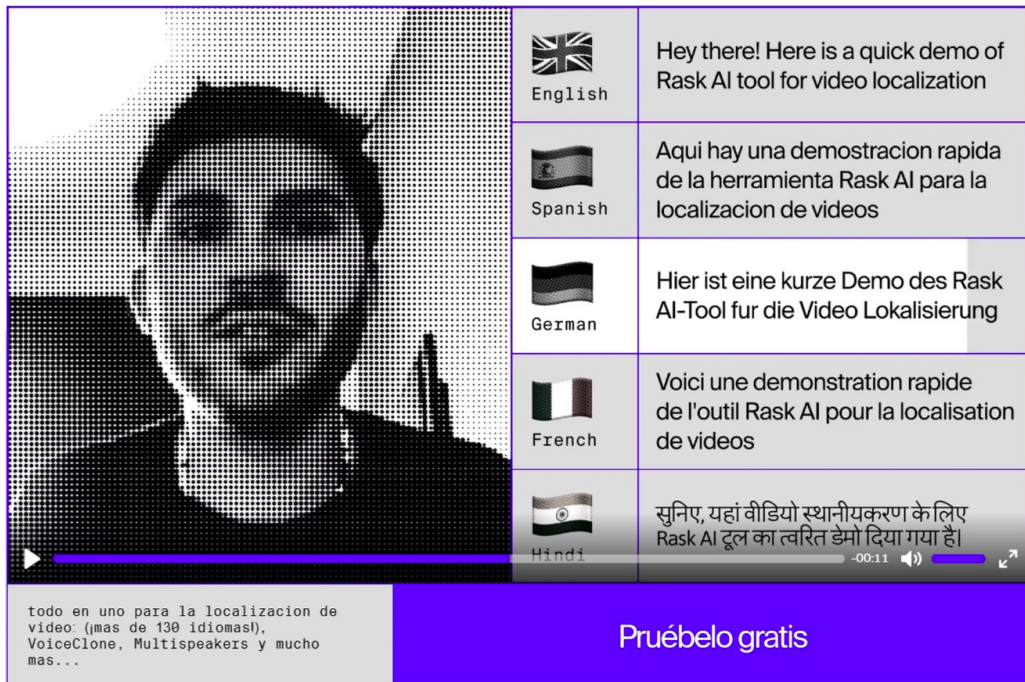 English
Hey there! Here is a quick demo of
Rask AI tool for video localization
Spanish
Aqui hay una demostracion rapida
de la herramienta Rask AI para la
localizacion de videos
German
Hier ist eine kurze Demo des Rask
AI-Tool fur die Video Lokalisierung
French
Voici une demonstration rapide
de l'outil Rask AI pour la localisation
de videos
Hindi
सुनिए, यहां वीडियो स्थानीयकरण के लिए
Rask AI टूल का त्वरित डेमो दिया गया है।
-00:11
todo en uno para la localizacion de
video: (¡mas de 130 idiomas!),
VoiceClone, Multispeakers y mucho
mas...
Pruébelo gratis